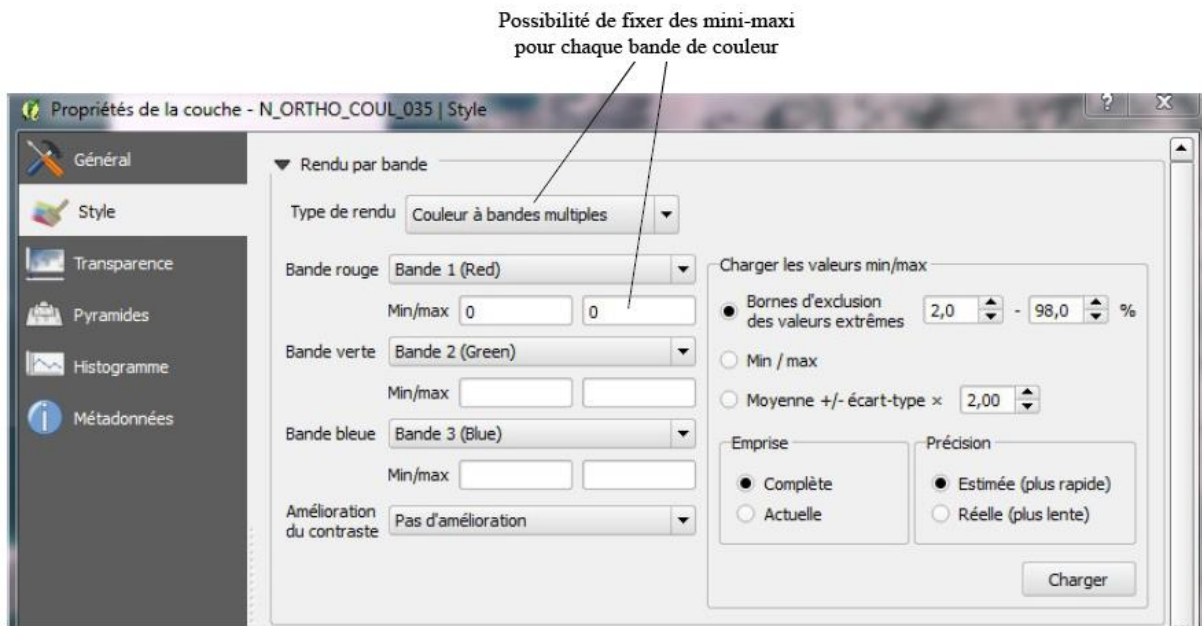 Possibilité de fixer des mini-maxi
pour chaque bande de couleur
Propriétés de la couche - N_ORTHO_COUL_035 | Style
? X
Général
Style
Transparence
Pyramides
Histogramme
Métadonnées
Rendu par bande
Type de rendu Couleur à bandes multiples
Bande rouge Bande 1 (Red)
Min/max 0 0
Bande verte Bande 2 (Green)
Min/max
Bande bleue Bande 3 (Blue)
Min/max
Amélioration
du contraste Pas d'amélioration
Charger les valeurs min/max
Bornes d'exclusion
des valeurs extrêmes 2,0 - 98,0 %
Min / max
Moyenne +/- écart-type × 2,00
Emprise
Complète
Actuelle
Précision
Estimée (plus rapide)
Réelle (plus lente)
Charger